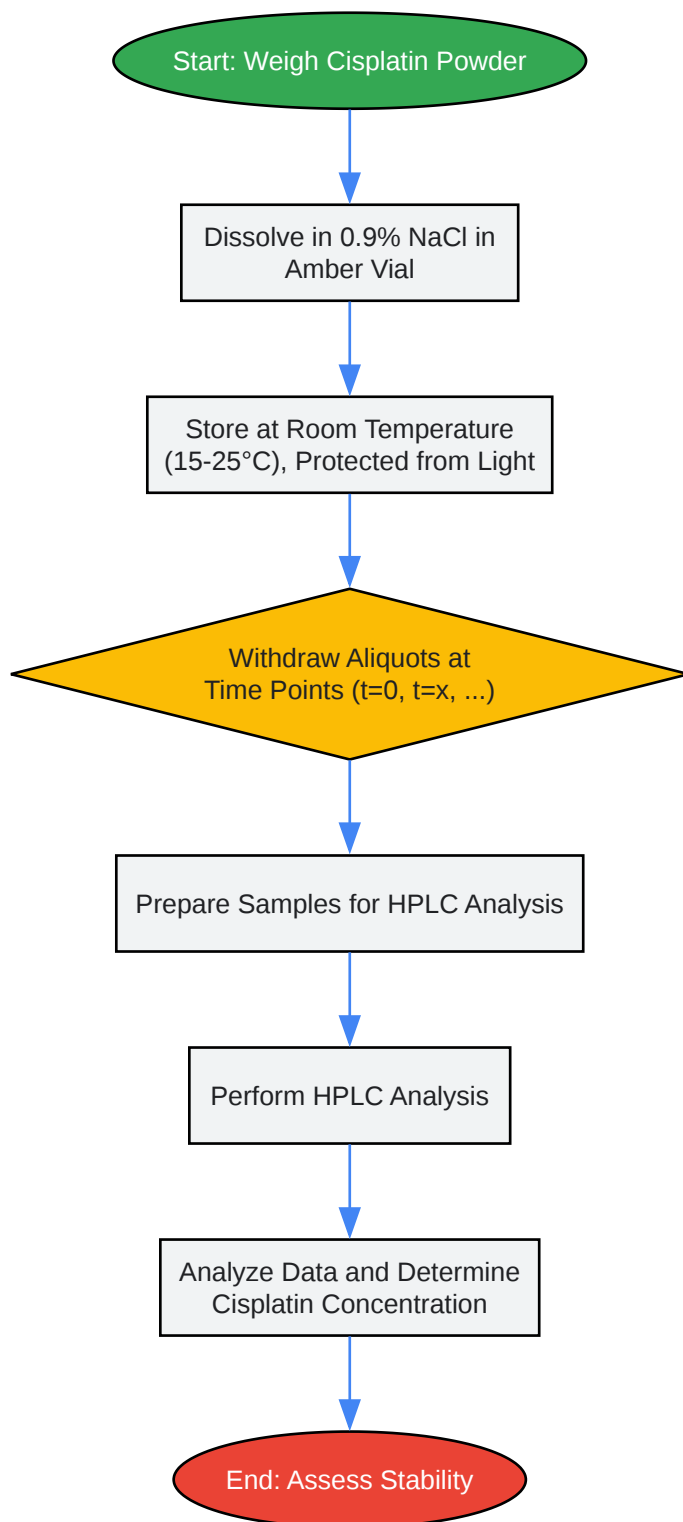 Start: Weigh Cisplatin Powder
Dissolve in 0.9% NaCl in
Amber Vial
Store at Room Temperature
(15-25°C), Protected from Light
Withdraw Aliquots at
Time Points (t=0, t=x, ...)
Prepare Samples for HPLC Analysis
Perform HPLC Analysis
Analyze Data and Determine
Cisplatin Concentration
End: Assess Stability